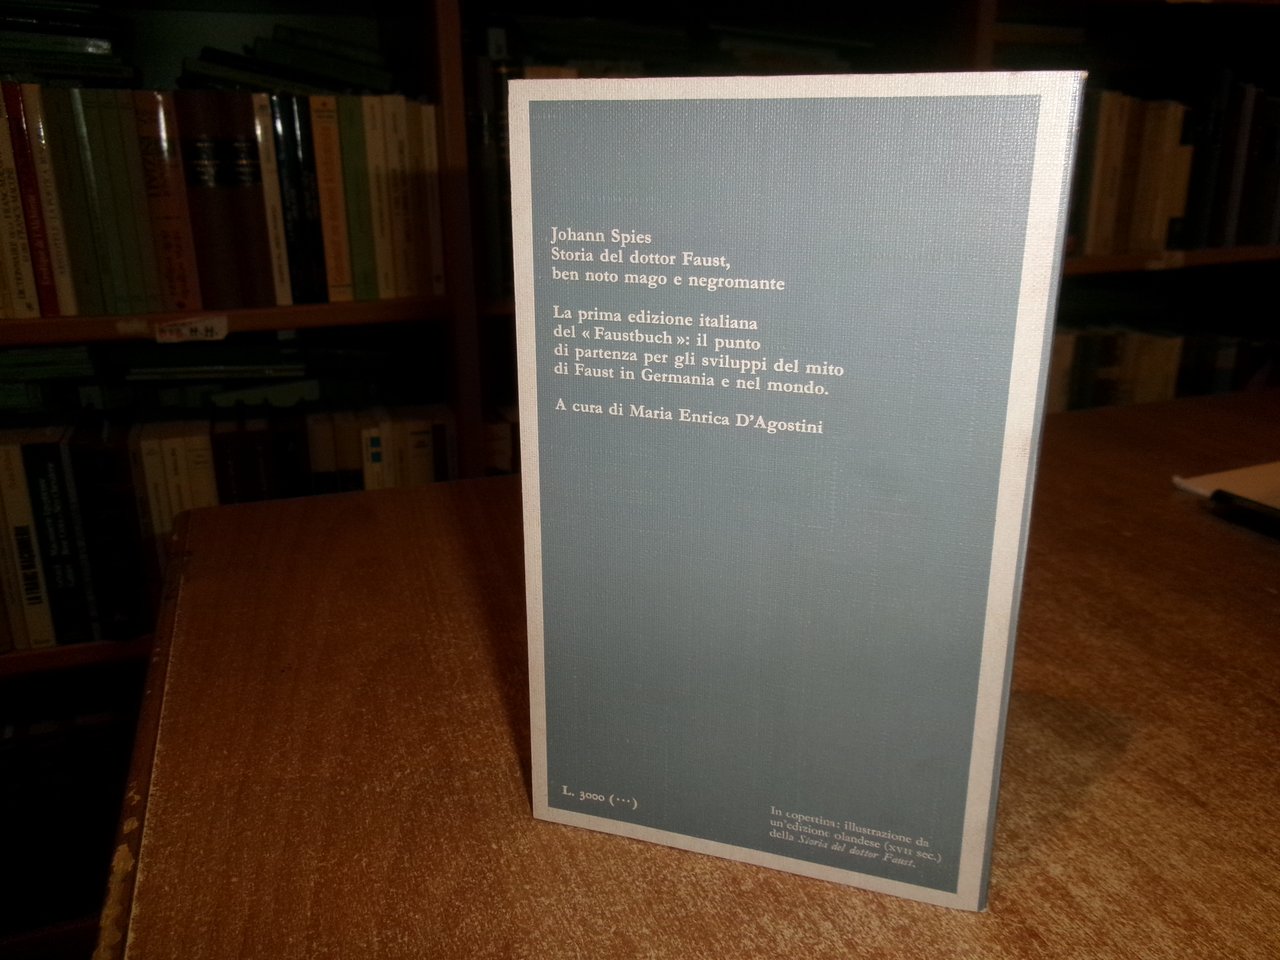 Johann Spies
Storia del dottor Faust,
ben noto mago e negromante
La prima edizione italiana
del « Faustbuch »: il punto
di partenza per gli sviluppi del mito
di Faust in Germania e nel mondo.
A cura di Maria Enrica D'Agostini
L. 3000 (···)
In copertina: illustrazione da
un'edizione olandese (XVII sec.)
della Storia del dottor Faust.